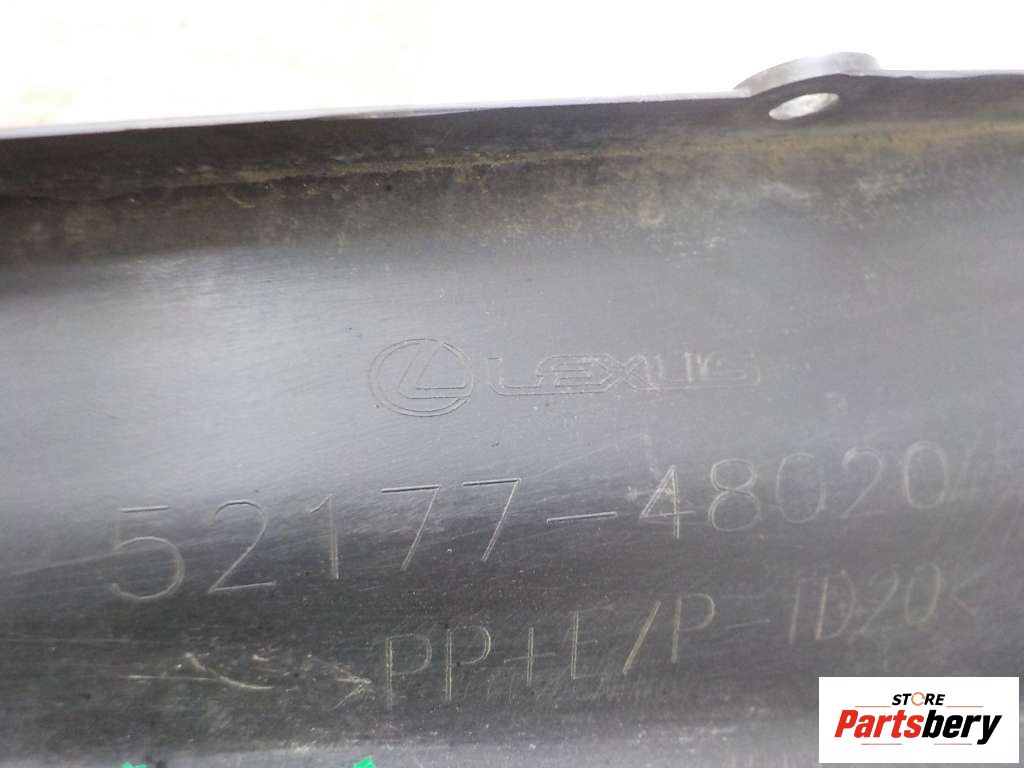 LEXUS
52177-48020
>PP+E/P-TD20<
STORE
Partsbery